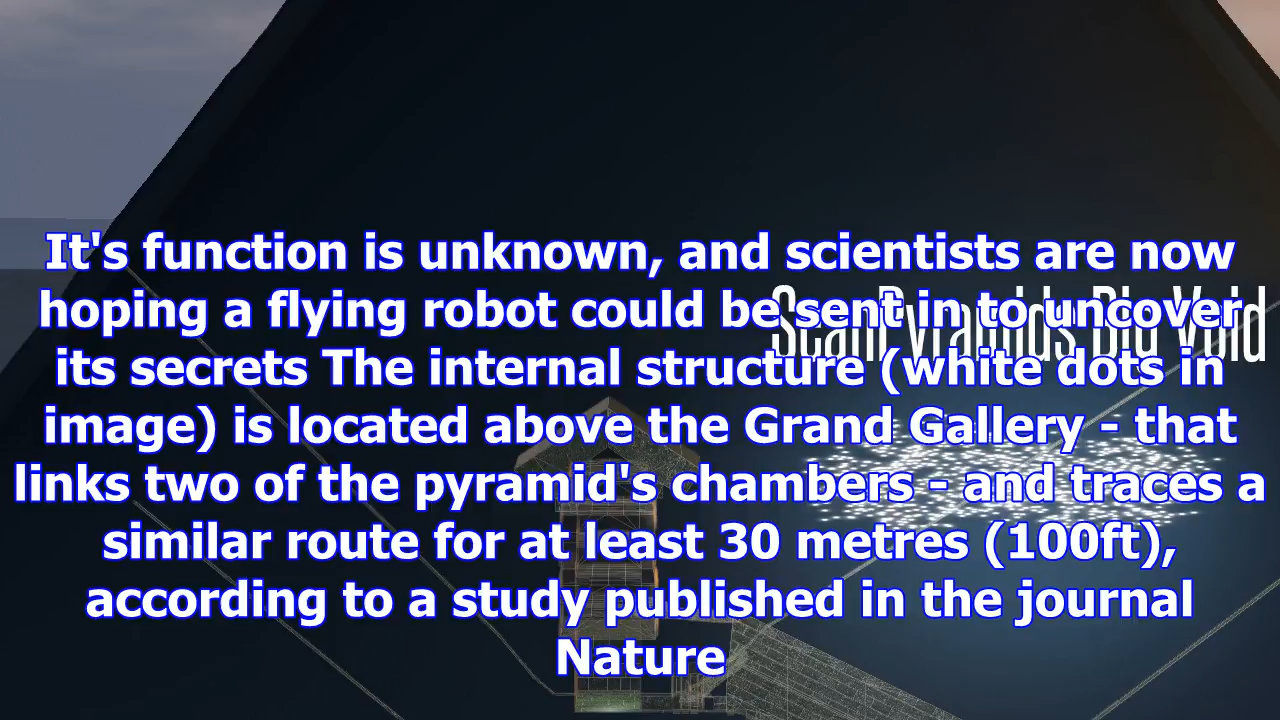 It's function is unknown, and scientists are now
hoping a flying robot could be sent in to uncover
ScanPyramids Big Void
its secrets The internal structure (white dots in
image) is located above the Grand Gallery - that
links two of the pyramid's chambers - and traces a
similar route for at least 30 metres (100ft),
according to a study published in the journal
Nature